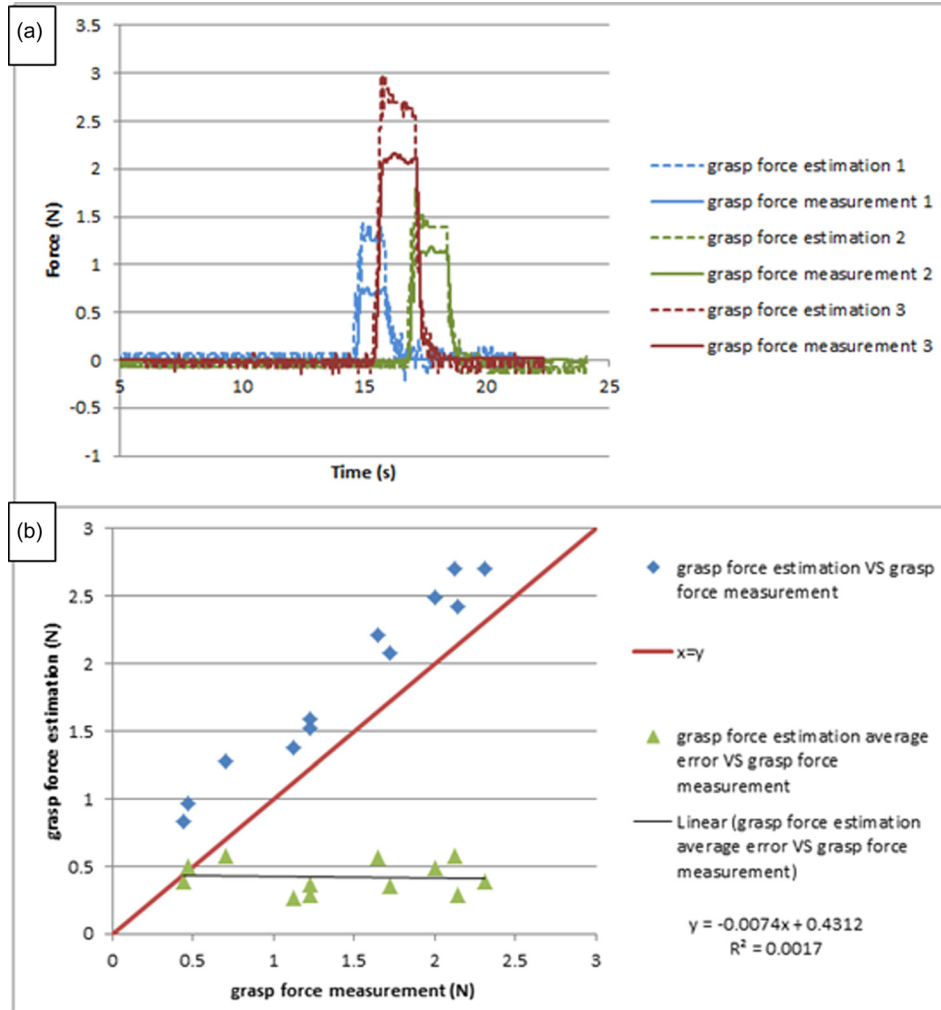 (a)
3.5
3
2.5
2
1.5
1
0.5
0
-0.5
-1
Force (N)
5
10
15
20
25
Time (s)
grasp force estimation 1
grasp force measurement 1
grasp force estimation 2
grasp force measurement 2
grasp force estimation 3
grasp force measurement 3
(b)
3
2.5
2
1.5
1
0.5
0
grasp force estimation (N)
0
0.5
1
1.5
2
2.5
3
grasp force measurement (N)
grasp force estimation VS grasp
force measurement
x=y
grasp force estimation average
error VS grasp force
measurement
Linear (grasp force estimation
average error VS grasp force
measurement)
y = -0.0074x + 0.4312
R² = 0.0017